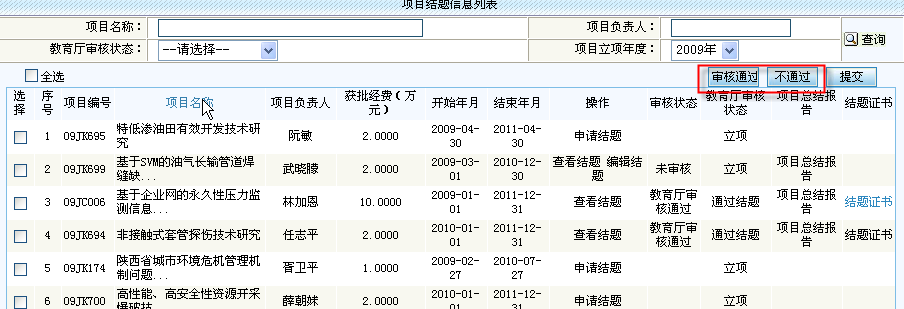 项目结题信息列表
项目名称： 项目负责人：
教育厅审核状态： --请选择-- 项目立项年度： 2009年 查询
全选 审核通过 不通过 提交
选择 序号 项目编号 项目名称 项目负责人 获批经费（万元） 开始年月 结束年月 操作 审核状态 教育厅审核状态 项目总结报告 结题证书
1 09JK695 特低渗油田有效开发技术研究 阮敏 2.0000 2009-04-30 2011-04-30 申请结题 立项
2 09JK699 基于SVM的油气长输管道焊缝缺... 武晓朦 2.0000 2009-03-01 2010-12-30 查看结题 编辑结题 未审核 立项 项目总结报告
3 09JC006 基于企业网的永久性压力监测信息... 林加恩 10.0000 2009-01-01 2011-12-31 查看结题 教育厅审核通过 通过结题 项目总结报告 结题证书
4 09JK694 非接触式套管探伤技术研究 任志平 2.0000 2010-01-01 2011-12-31 查看结题 教育厅审核通过 通过结题 项目总结报告 结题证书
5 09JK174 陕西省城市环境危机管理机制问题... 胥卫平 1.0000 2009-02-27 2010-07-27 申请结题 立项
6 09JK700 高性能、高安全性资源开采爆破技... 薛朝妹 2.0000 2010-01-01 2011-12-31 申请结题 立项